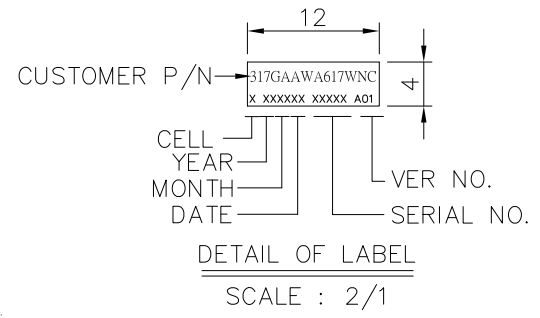 12
CUSTOMER P/N
317GAAWA617WNC
X XXXXXX XXXXX A01
4
CELL
YEAR
MONTH
DATE
VER NO.
SERIAL NO.
DETAIL OF LABEL
SCALE : 2/1